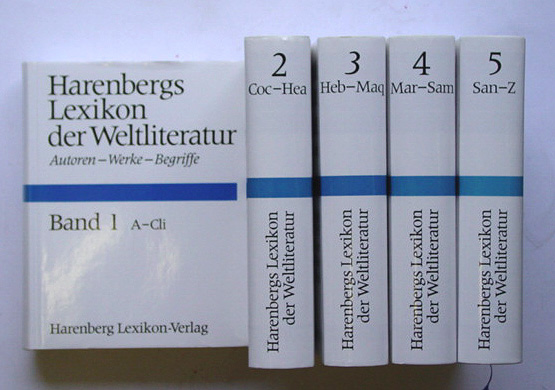 Harenbergs
Lexikon
der Weltliteratur
Autoren – Werke – Begriffe
Band 1 A–Cli
Harenberg Lexikon-Verlag
2
Coc–Hea
Harenbergs Lexikon
der Weltliteratur
3
Heb–Maq
Harenbergs Lexikon
der Weltliteratur
4
Mar–Sam
Harenbergs Lexikon
der Weltliteratur
5
San–Z
Harenbergs Lexikon
der Weltliteratur